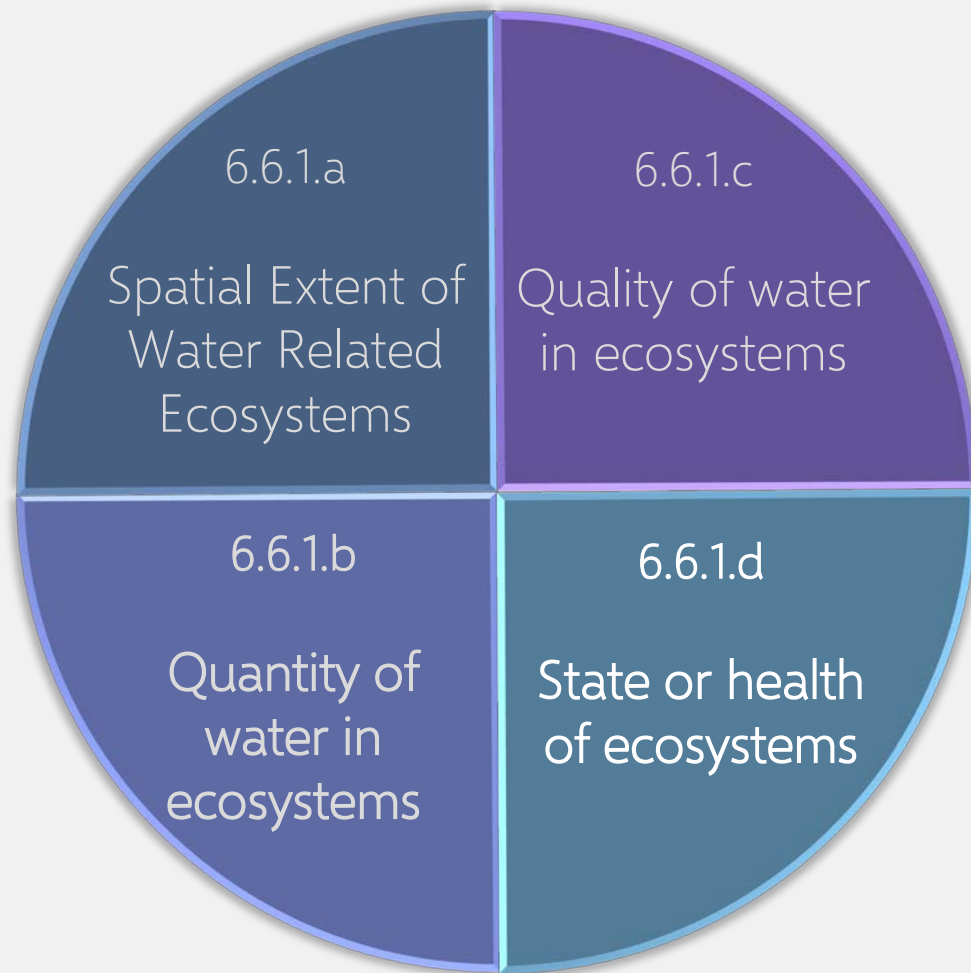 6.6.1.a
Spatial Extent of
Water Related
Ecosystems
6.6.1.c
Quality of water
in ecosystems
6.6.1.b
Quantity of
water in
ecosystems
6.6.1.d
State or health
of ecosystems